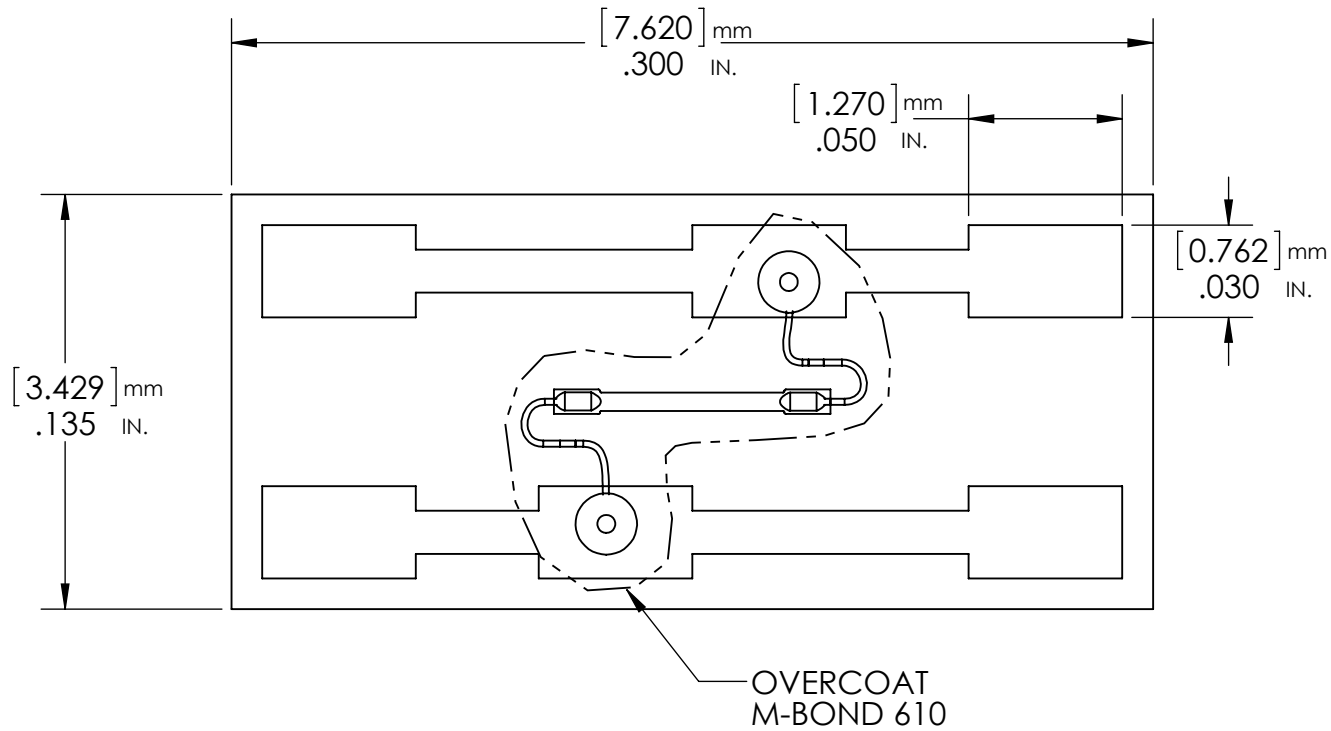 [7.620] mm
.300 IN.
[1.270] mm
.050 IN.
[0.762] mm
.030 IN.
[3.429] mm
.135 IN.
OVERCOAT
M-BOND 610